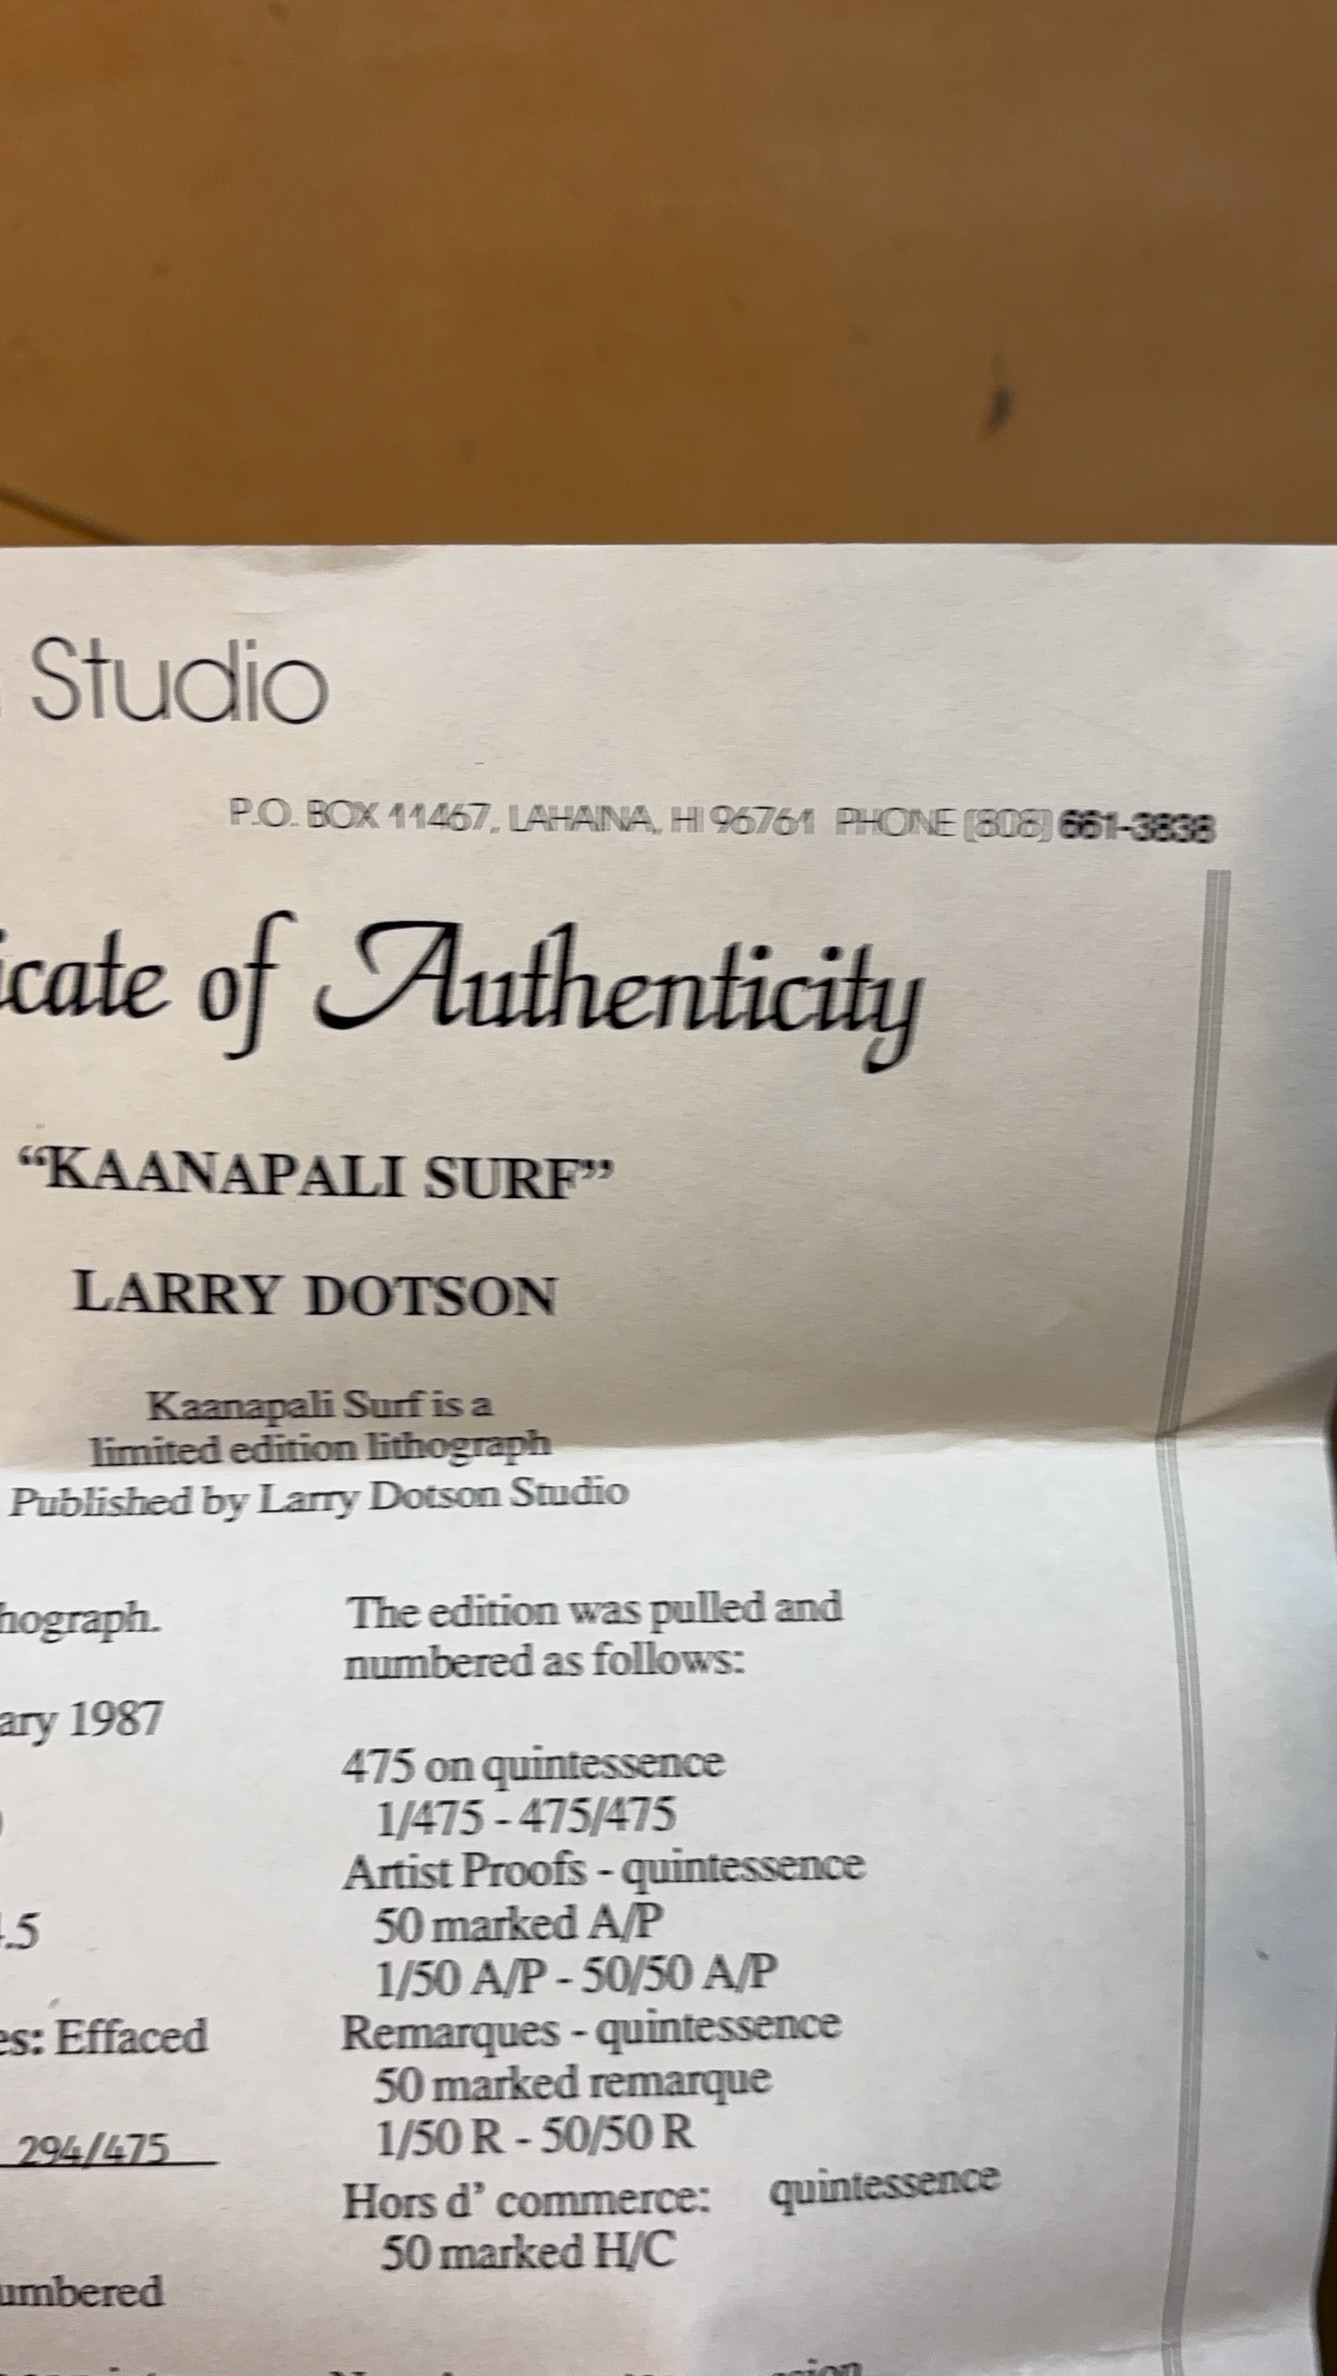 Studio
P.O. BOX 11467, LAHAINA, HI 96761 PHONE (808) 661-3838
icate of Authenticity
“KAANAPALI SURF”
LARRY DOTSON
Kaanapali Surf is a
limited edition lithograph
Published by Larry Dotson Studio
hograph.
ary 1987
.5
es: Effaced
294/475
umbered
The edition was pulled and
numbered as follows:
475 on quintessence
1/475 - 475/475
Artist Proofs - quintessence
50 marked A/P
1/50 A/P - 50/50 A/P
Remarques - quintessence
50 marked remarque
1/50 R - 50/50 R
Hors d’ commerce: quintessence
50 marked H/C